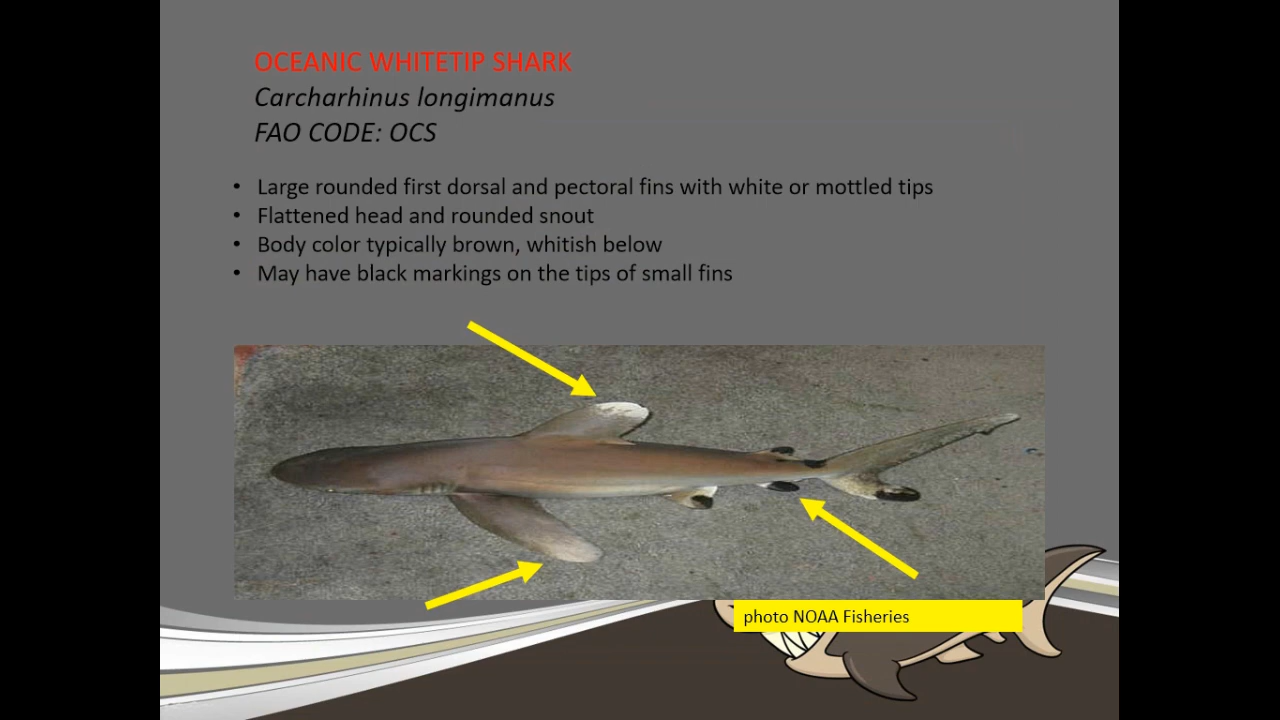 OCEANIC WHITETIP SHARK
Carcharhinus longimanus
FAO CODE: OCS
• Large rounded first dorsal and pectoral fins with white or mottled tips
• Flattened head and rounded snout
• Body color typically brown, whitish below
• May have black markings on the tips of small fins
photo NOAA Fisheries